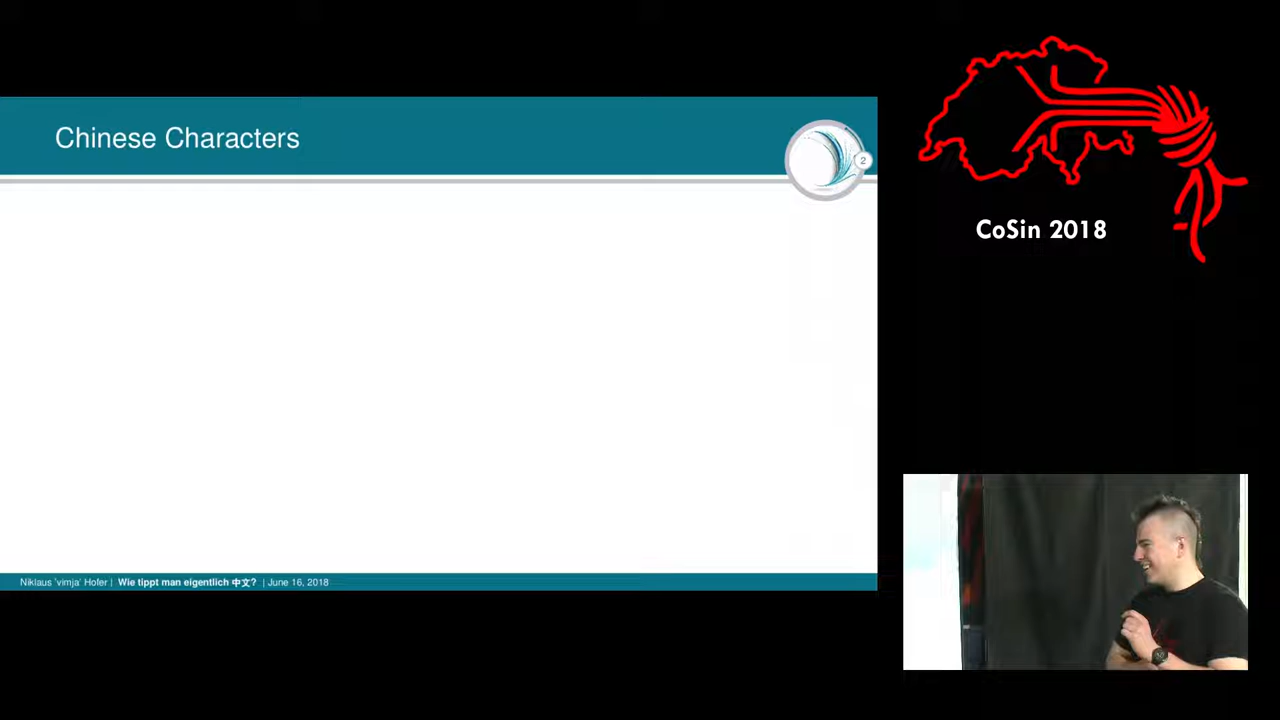 Chinese Characters
2
CoSin 2018
Niklaus 'vimja' Hofer | Wie tippt man eigentlich 中文? | June 16, 2018